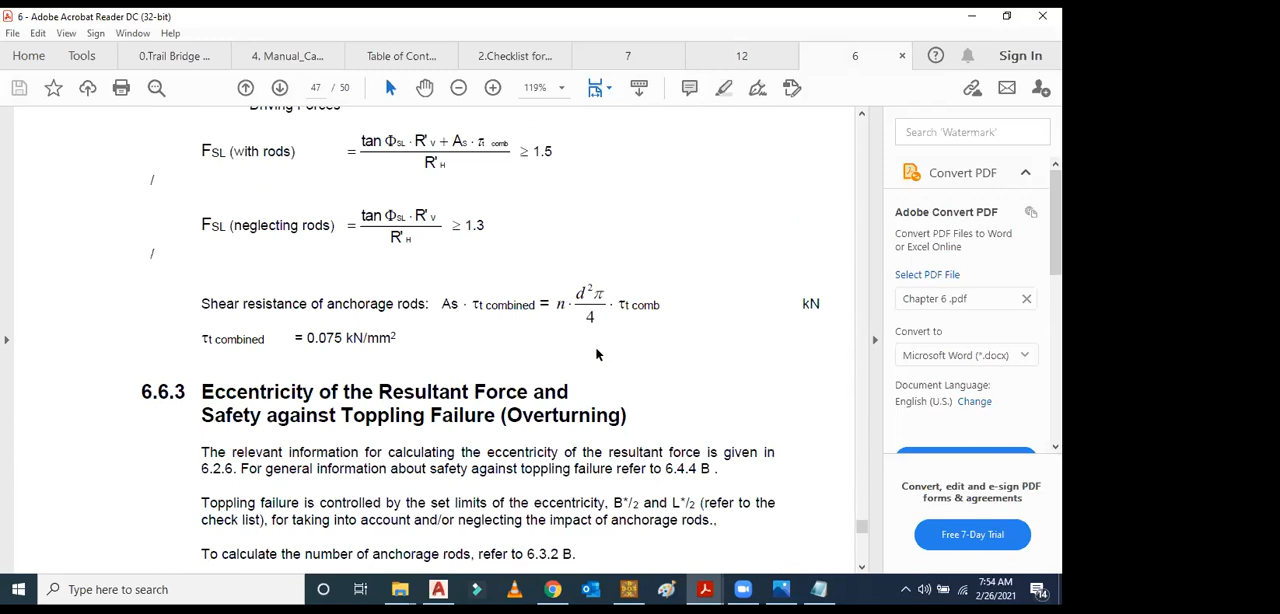 6 - Adobe Acrobat Reader DC (32-bit)
File Edit View Sign Window Help
Home Tools 0.Trail Bridge ... 4. Manual_Ca... Table of Cont... 2.Checklist for... 7 12 6 × Sign In
47 / 50 119%
Driving Forces
FSL (with rods) = tan ΦSL · R'V + AS · π comb / R'H ≥ 1.5
/
FSL (neglecting rods) = tan ΦSL · R'V / R'H ≥ 1.3
/
Shear resistance of anchorage rods: As · τt combined = n · d²π / 4 · τt comb kN
τt combined = 0.075 kN/mm²
6.6.3 Eccentricity of the Resultant Force and
Safety against Toppling Failure (Overturning)
The relevant information for calculating the eccentricity of the resultant force is given in
6.2.6. For general information about safety against toppling failure refer to 6.4.4 B .
Toppling failure is controlled by the set limits of the eccentricity, B*/2 and L*/2 (refer to the
check list), for taking into account and/or neglecting the impact of anchorage rods.,
To calculate the number of anchorage rods, refer to 6.3.2 B.
Search 'Watermark'
Convert PDF
Adobe Convert PDF
Convert PDF Files to Word
or Excel Online
Select PDF File
Chapter 6 .pdf
Convert to
Microsoft Word (*.docx)
Document Language:
English (U.S.) Change
Convert, edit and e-sign PDF
forms & agreements
Free 7-Day Trial
Type here to search
7:54 AM
2/26/2021
14